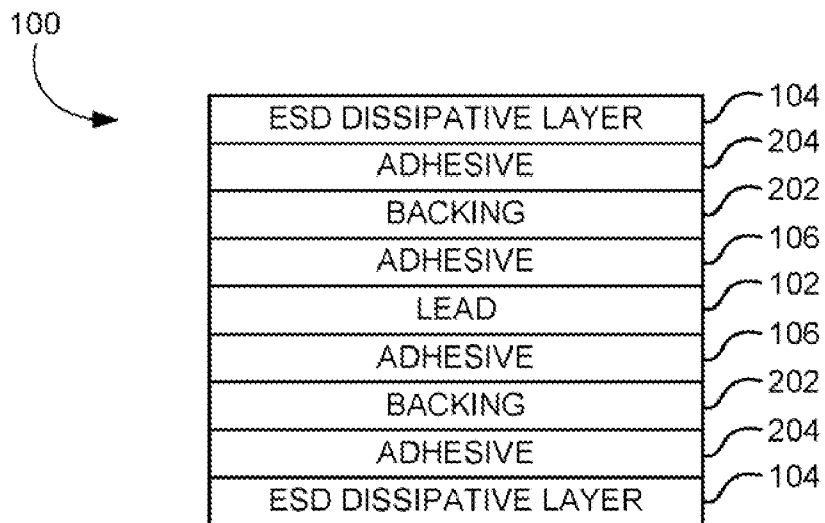 100
ESD DISSIPATIVE LAYER 104
ADHESIVE 204
BACKING 202
ADHESIVE 106
LEAD 102
ADHESIVE 106
BACKING 202
ADHESIVE 204
ESD DISSIPATIVE LAYER 104